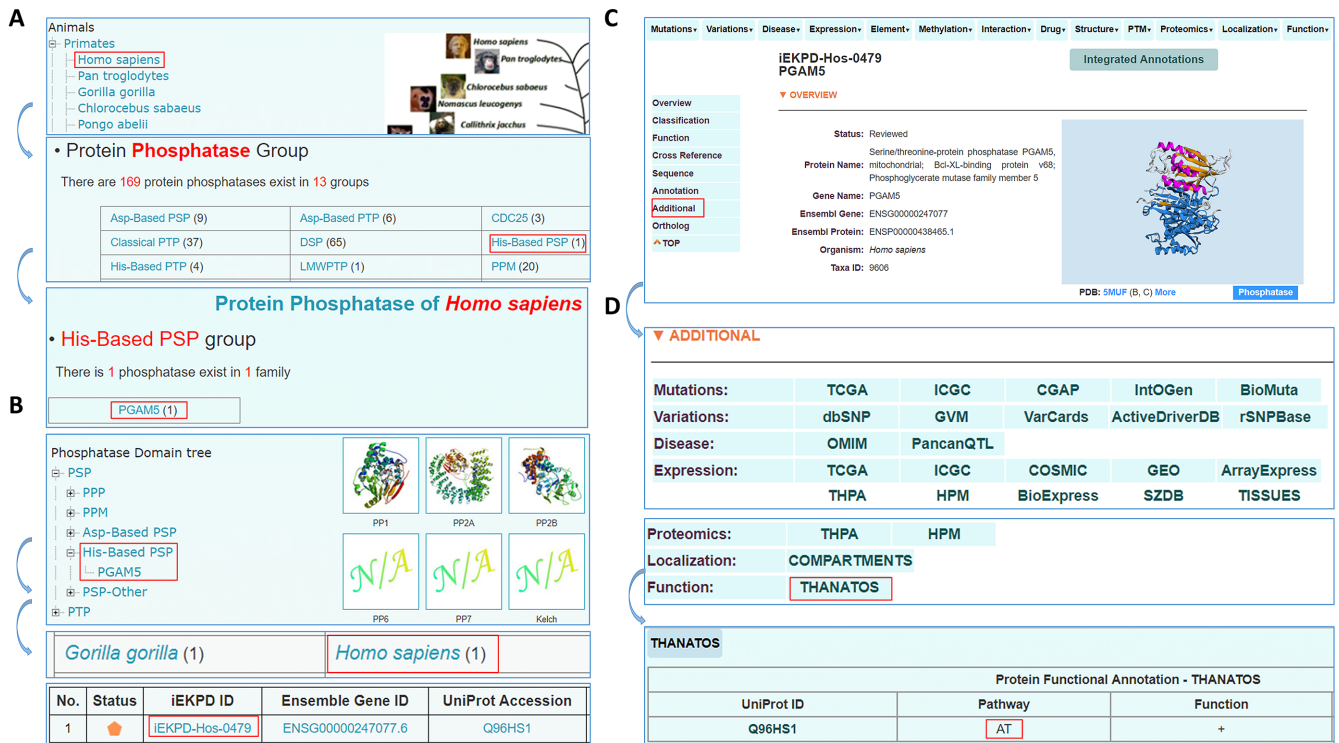 A
Animals
Primates
Homo sapiens
Pan troglodytes
Gorilla gorilla
Chlorocebus sabaeus
Pongo abelii
Homo sapiens
Pan troglodytes
Chlorocebus sabaeus
Nomascus leucogenys
Callithrix jacchus
• Protein Phosphatase Group
There are 169 protein phosphatases exist in 13 groups
Asp-Based PSP (9) Asp-Based PTP (6) CDC25 (3)
Classical PTP (37) DSP (65) His-Based PSP (1)
His-Based PTP (4) LMWPTP (1) PPM (20)
Protein Phosphatase of Homo sapiens
• His-Based PSP group
There is 1 phosphatase exist in 1 family
PGAM5 (1)
B
Phosphatase Domain tree
PSP
PPP
PPM
Asp-Based PSP
His-Based PSP
PGAM5
PSP-Other
PTP
PP1 PP2A PP2B
N/A N/A N/A
PP6 PP7 Kelch
Gorilla gorilla (1) Homo sapiens (1)
No. Status iEKPD ID Ensemble Gene ID UniProt Accession
1 iEKPD-Hos-0479 ENSG00000247077.6 Q96HS1
C
Mutations▾ Variations▾ Disease▾ Expression▾ Element▾ Methylation▾ Interaction▾ Drug▾ Structure▾ PTM▾ Proteomics▾ Localization▾ Function▾
iEKPD-Hos-0479
PGAM5
Integrated Annotations
▼ OVERVIEW
Overview
Classification
Function
Cross Reference
Sequence
Annotation
Additional
Ortholog
TOP
Status: Reviewed
Protein Name: Serine/threonine-protein phosphatase PGAM5,
mitochondrial; Bcl-XL-binding protein v68;
Phosphoglycerate mutase family member 5
Gene Name: PGAM5
Ensembl Gene: ENSG00000247077
Ensembl Protein: ENSP00000438465.1
Organism: Homo sapiens
Taxa ID: 9606
PDB: 5MUF (B, C) More Phosphatase
D
▼ ADDITIONAL
Mutations: TCGA ICGC CGAP IntOGen BioMuta
Variations: dbSNP GVM VarCards ActiveDriverDB rSNPBase
Disease: OMIM PancanQTL
Expression: TCGA ICGC COSMIC GEO ArrayExpress
THPA HPM BioExpress SZDB TISSUES
Proteomics: THPA HPM
Localization: COMPARTMENTS
Function: THANATOS
THANATOS
Protein Functional Annotation - THANATOS
UniProt ID Pathway Function
Q96HS1 AT +